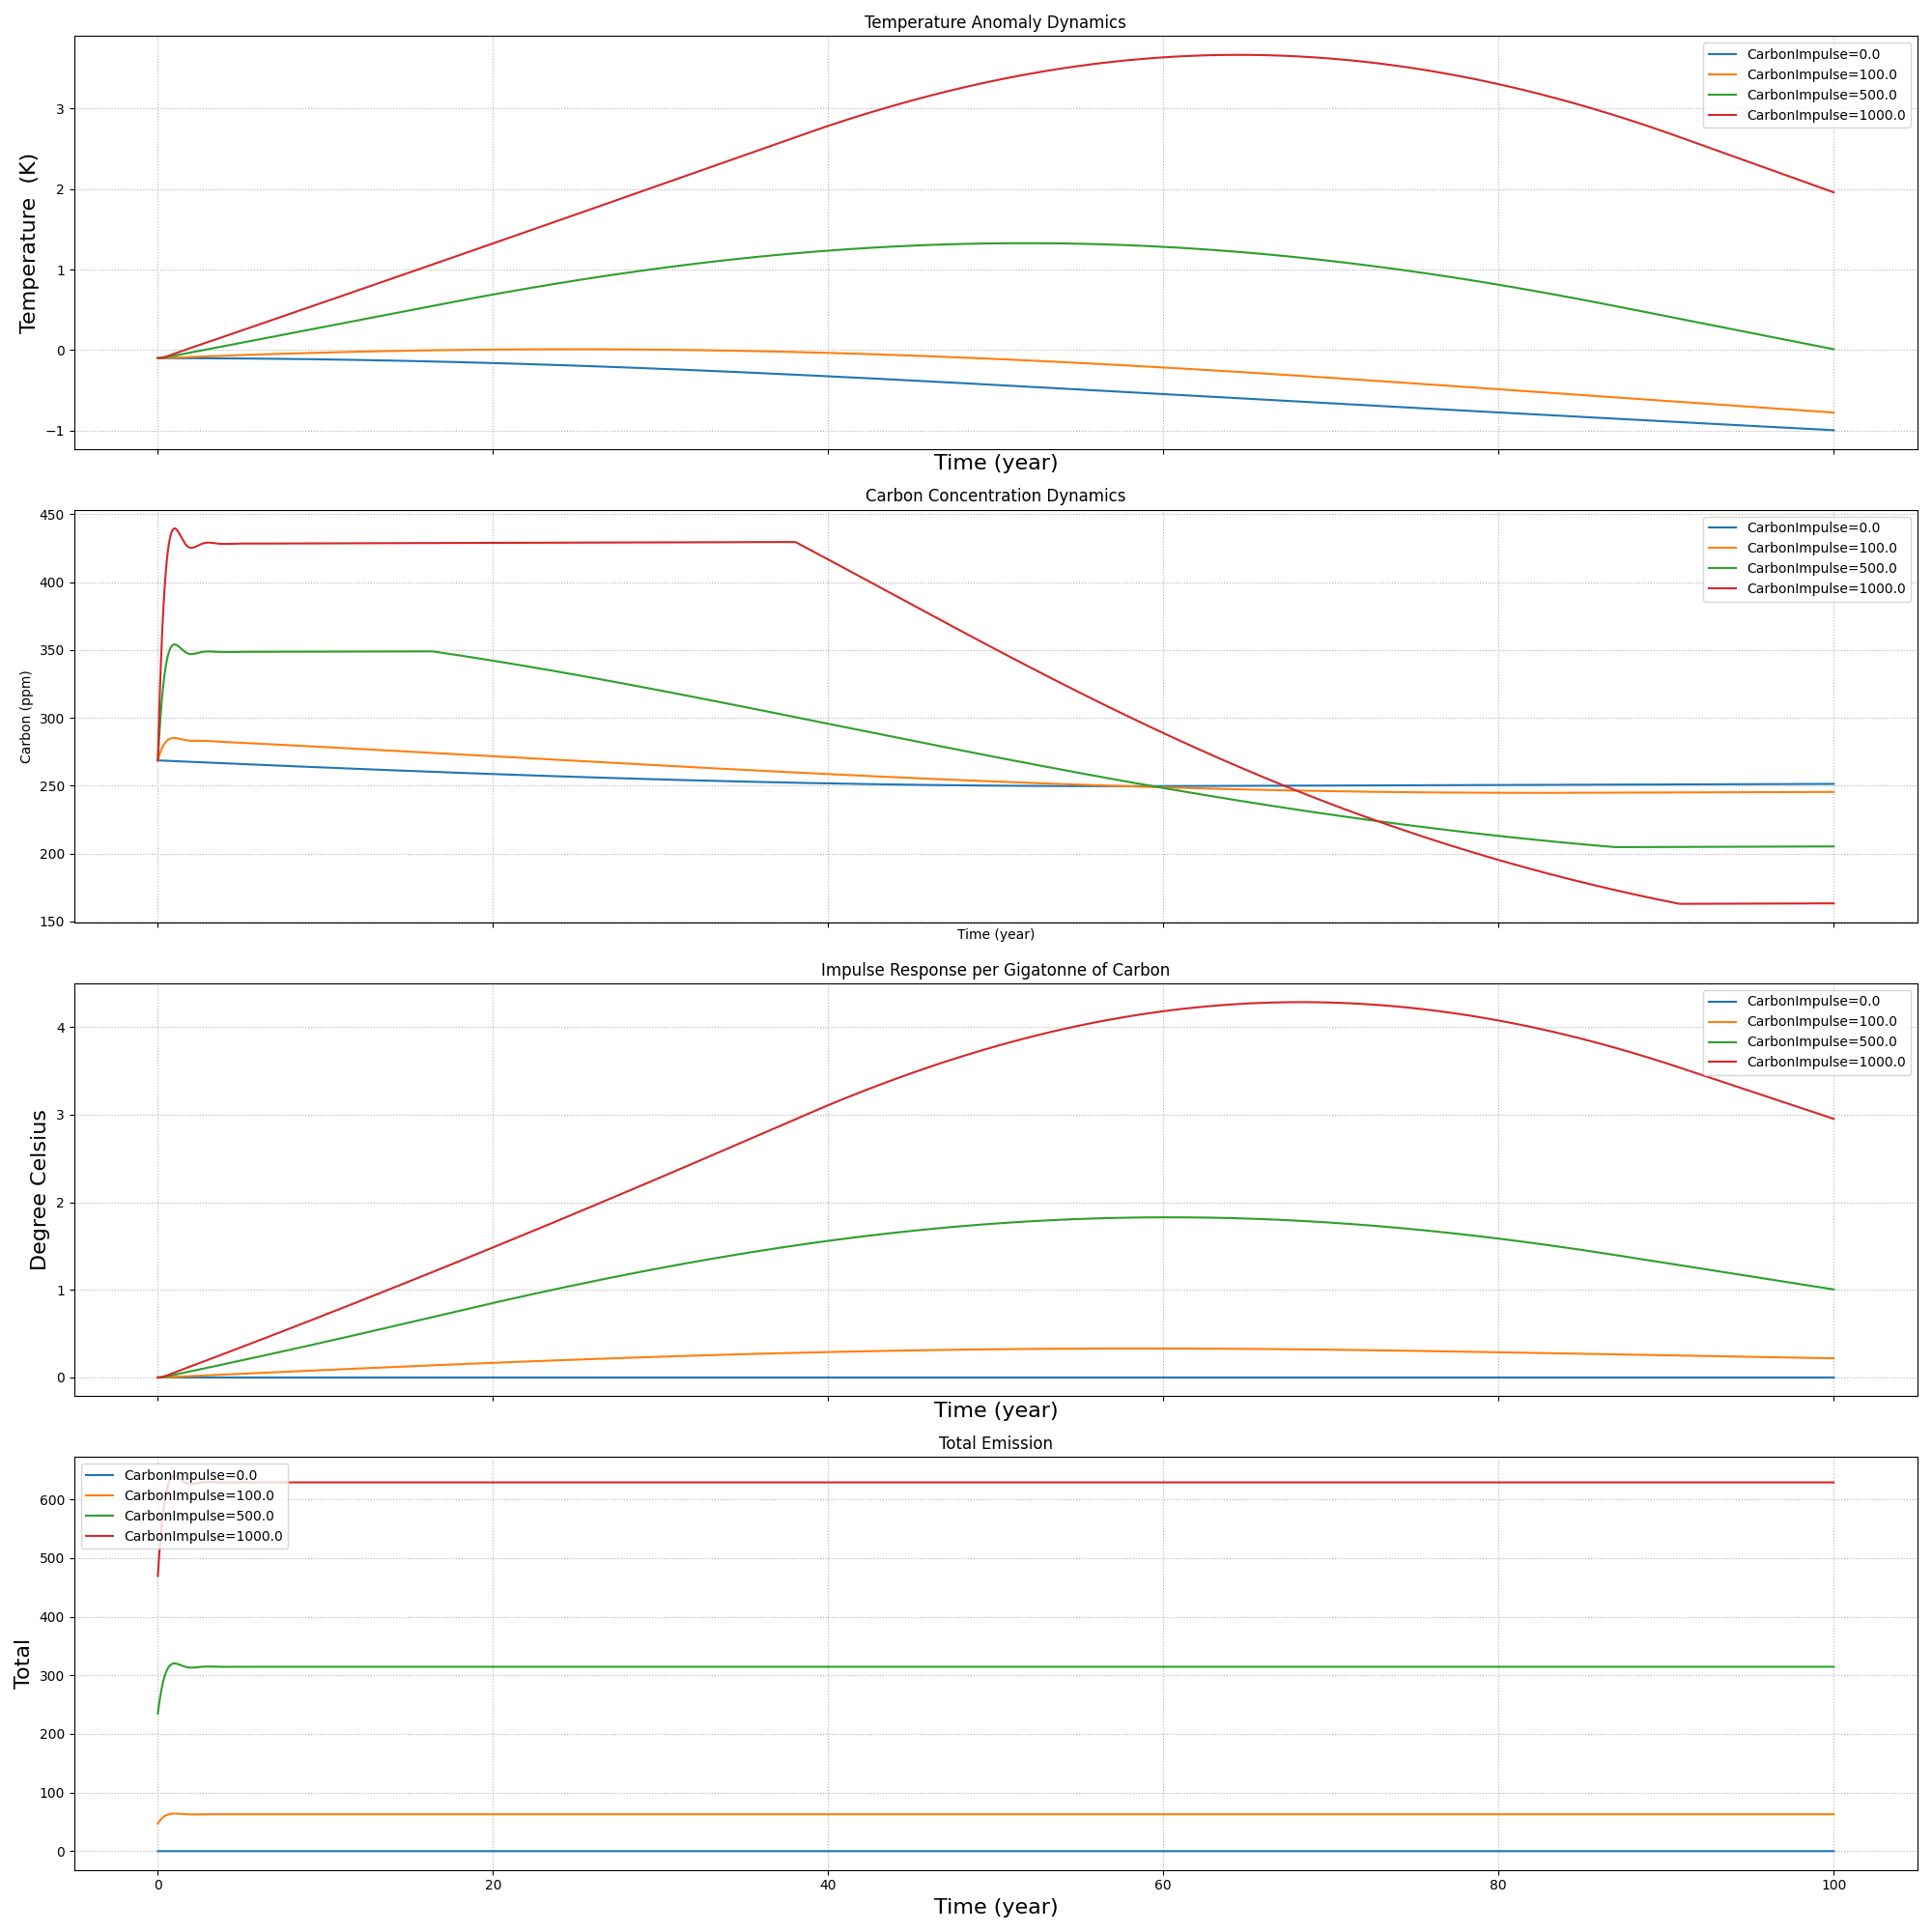 Temperature Anomaly Dynamics
Temperature  (K)
3
2
1
0
−1
CarbonImpulse=0.0
CarbonImpulse=100.0
CarbonImpulse=500.0
CarbonImpulse=1000.0
Time (year)
Carbon Concentration Dynamics
Carbon (ppm)
450
400
350
300
250
200
150
CarbonImpulse=0.0
CarbonImpulse=100.0
CarbonImpulse=500.0
CarbonImpulse=1000.0
Time (year)
Impulse Response per Gigatonne of Carbon
Degree Celsius
4
3
2
1
0
CarbonImpulse=0.0
CarbonImpulse=100.0
CarbonImpulse=500.0
CarbonImpulse=1000.0
Time (year)
Total Emission
Total
600
500
400
300
200
100
0
CarbonImpulse=0.0
CarbonImpulse=100.0
CarbonImpulse=500.0
CarbonImpulse=1000.0
0 20 40 60 80 100
Time (year)